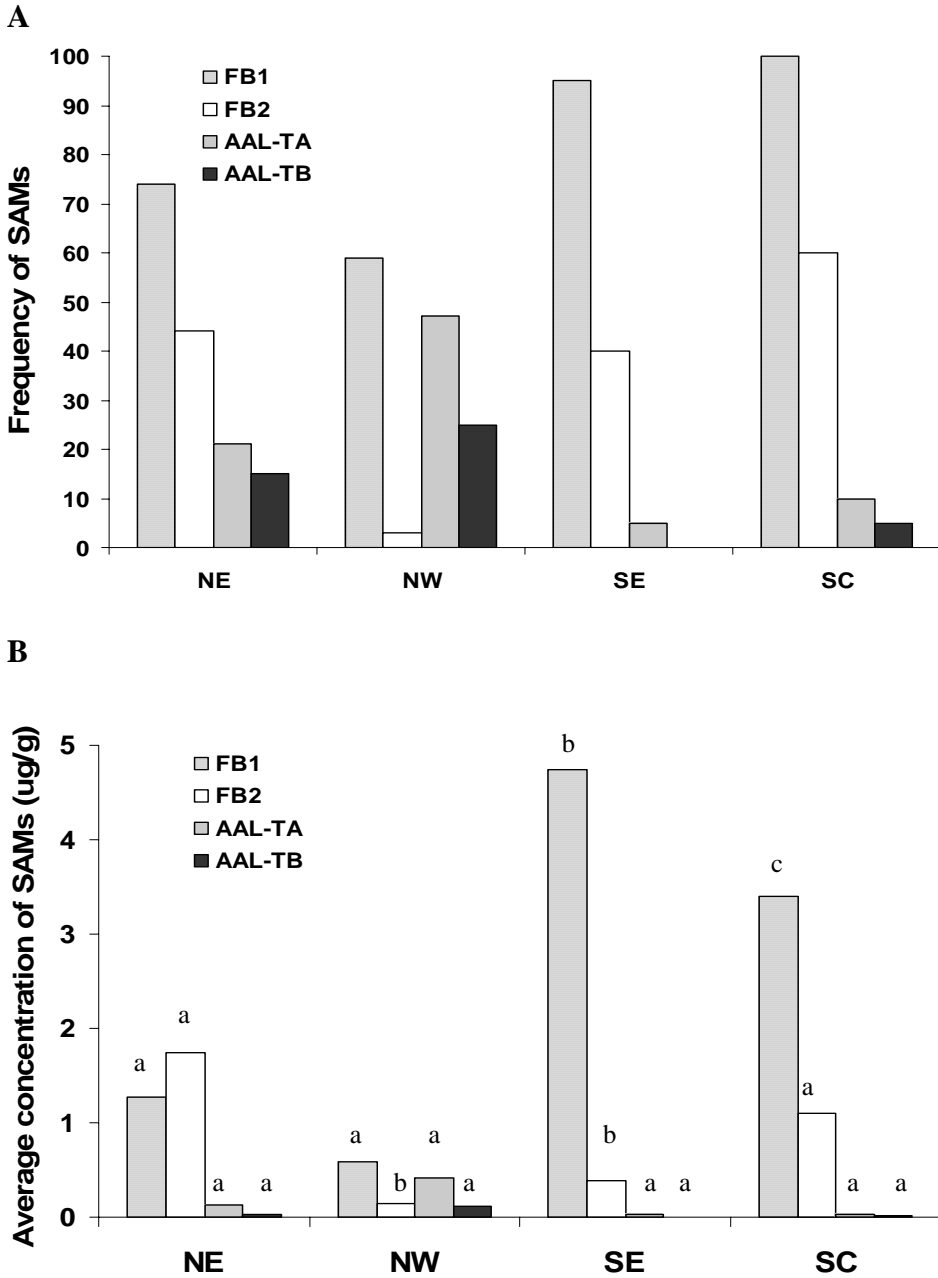 A
Frequency of SAMs
100
90
80
70
60
50
40
30
20
10
0
FB1
FB2
AAL-TA
AAL-TB
NE NW SE SC
B
Average concentration of SAMs (ug/g)
5
4
3
2
1
0
FB1
FB2
AAL-TA
AAL-TB
a a a a
a b a a
b b a a
c a a a
NE NW SE SC